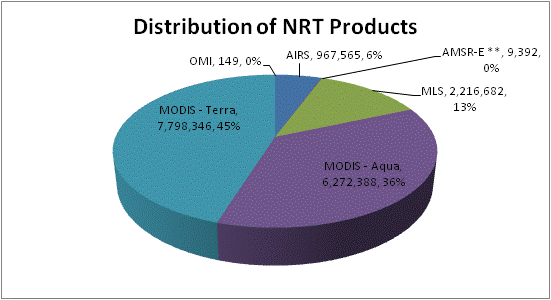 Distribution of NRT Products
OMI, 149, 0%
AIRS, 967,565, 6%
AMSR-E **, 9,392,
0%
MLS, 2,216,682,
13%
MODIS - Terra,
7,798,346, 45%
MODIS - Aqua,
6,272,388, 36%